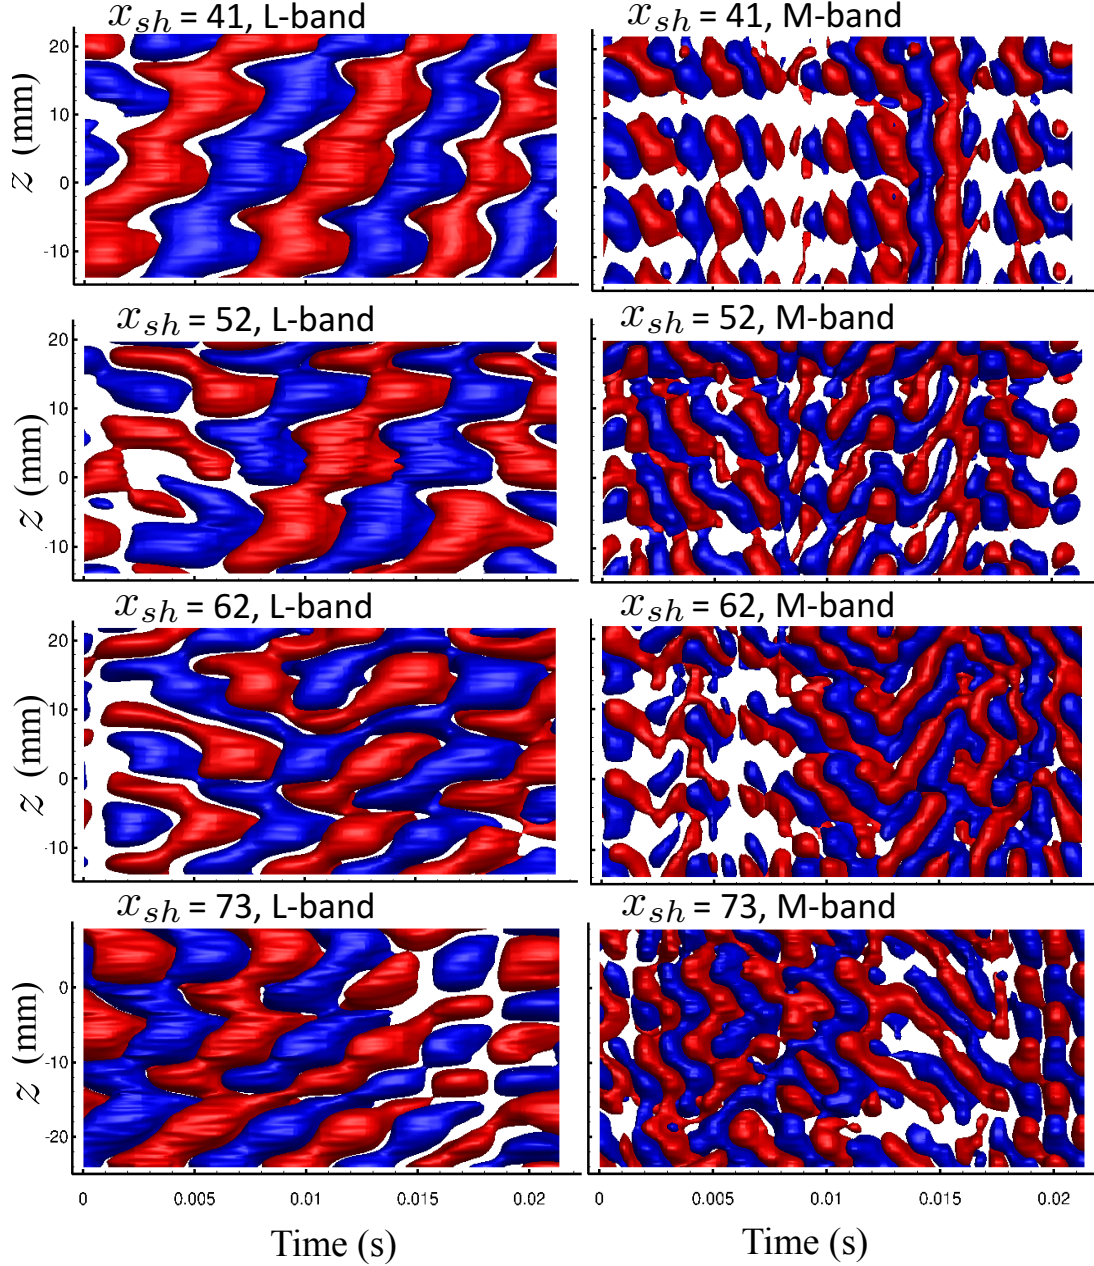 x_sh = 41, L-band
x_sh = 41, M-band
20
10
0
-10
z (mm)
x_sh = 52, L-band
x_sh = 52, M-band
20
10
0
-10
z (mm)
x_sh = 62, L-band
x_sh = 62, M-band
20
10
0
-10
z (mm)
x_sh = 73, L-band
x_sh = 73, M-band
0
-10
-20
z (mm)
0 0.005 0.01 0.015 0.02
0 0.005 0.01 0.015 0.02
Time (s)
Time (s)